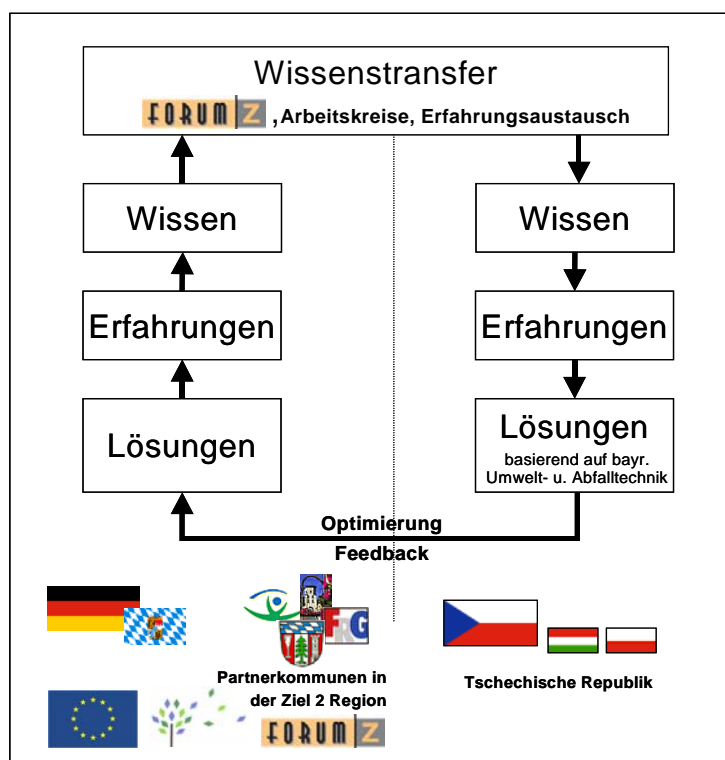 Wissenstransfer
FORUM Z , Arbeitskreise, Erfahrungsaustausch
Wissen
Wissen
Erfahrungen
Erfahrungen
Lösungen
Lösungen
basierend auf bayr.
Umwelt- u. Abfalltechnik
Optimierung
Feedback
FRG
Partnerkommunen in
der Ziel 2 Region
FORUM Z
Tschechische Republik